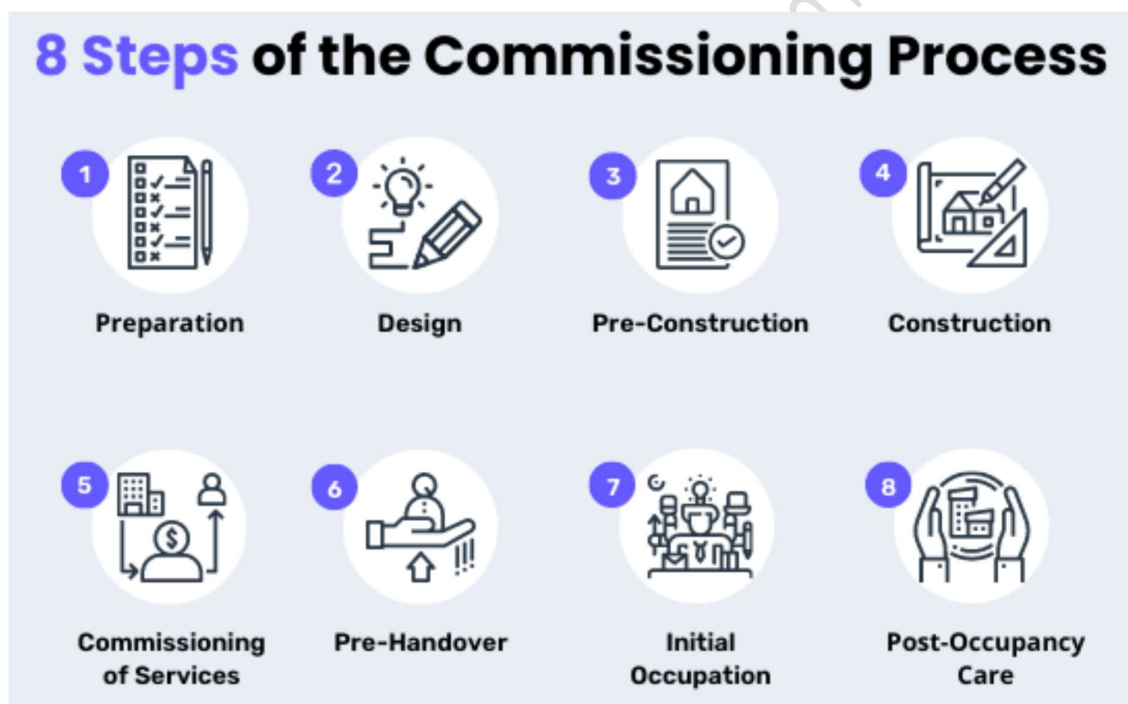 8 Steps of the Commissioning Process
1
2
3
4
Preparation
Design
Pre-Construction
Construction
5
6
7
8
Commissioning
of Services
Pre-Handover
Initial
Occupation
Post-Occupancy
Care
$